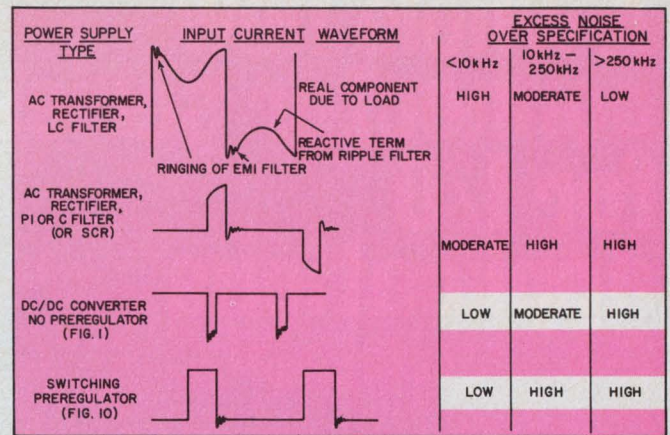 POWER SUPPLY TYPE
INPUT CURRENT WAVEFORM
EXCESS NOISE
OVER SPECIFICATION
<10kHz
10kHz –
250kHz
>250kHz
AC TRANSFORMER,
RECTIFIER,
LC FILTER
REAL COMPONENT
DUE TO LOAD
REACTIVE TERM
FROM RIPPLE FILTER
RINGING OF EMI FILTER
HIGH MODERATE LOW
AC TRANSFORMER,
RECTIFIER,
PI OR C FILTER
(OR SCR)
MODERATE HIGH HIGH
DC/DC CONVERTER
NO PREREGULATOR
(FIG. 1)
LOW MODERATE HIGH
SWITCHING
PREREGULATOR
(FIG. 10)
LOW HIGH HIGH